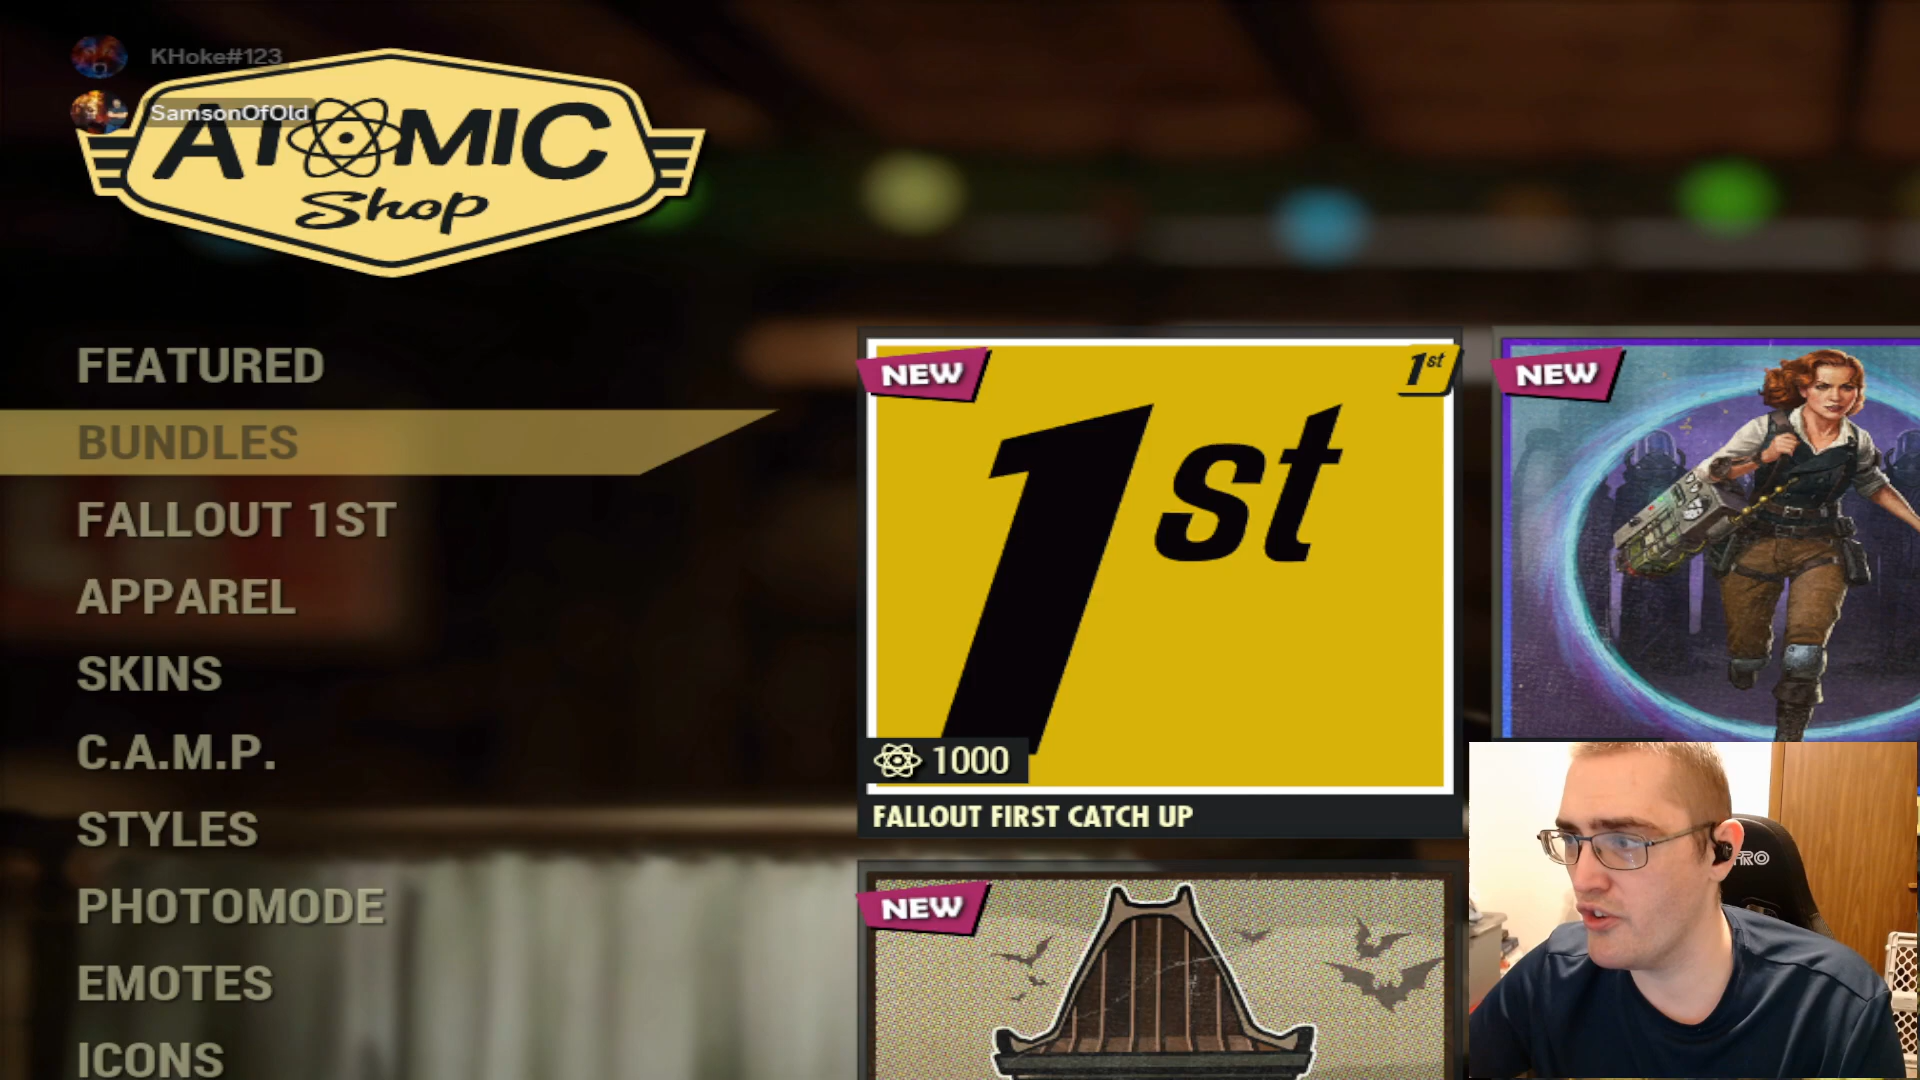 KHoke#123
SamsonOfOld
ATOMIC
Shop
FEATURED
BUNDLES
FALLOUT 1ST
APPAREL
SKINS
C.A.M.P.
STYLES
PHOTOMODE
EMOTES
ICONS
NEW
1st
1st
1000
FALLOUT FIRST CATCH UP
NEW
NEW